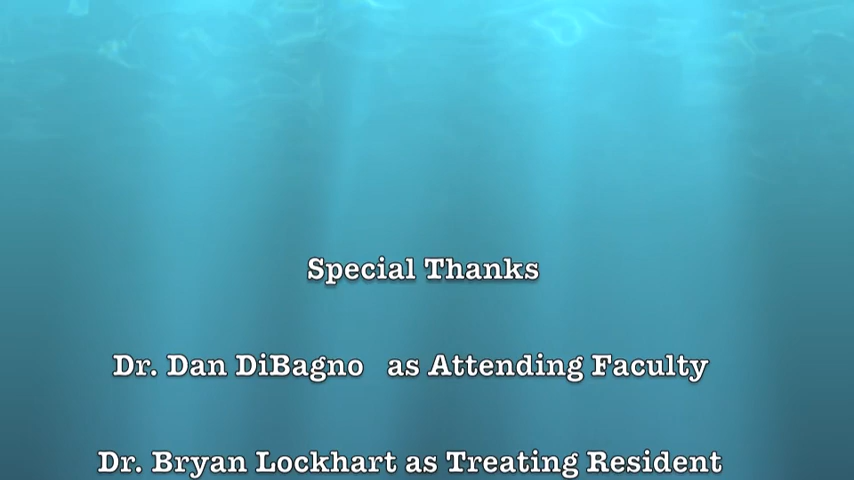 Special Thanks
Dr. Dan DiBagno as Attending Faculty
Dr. Bryan Lockhart as Treating Resident